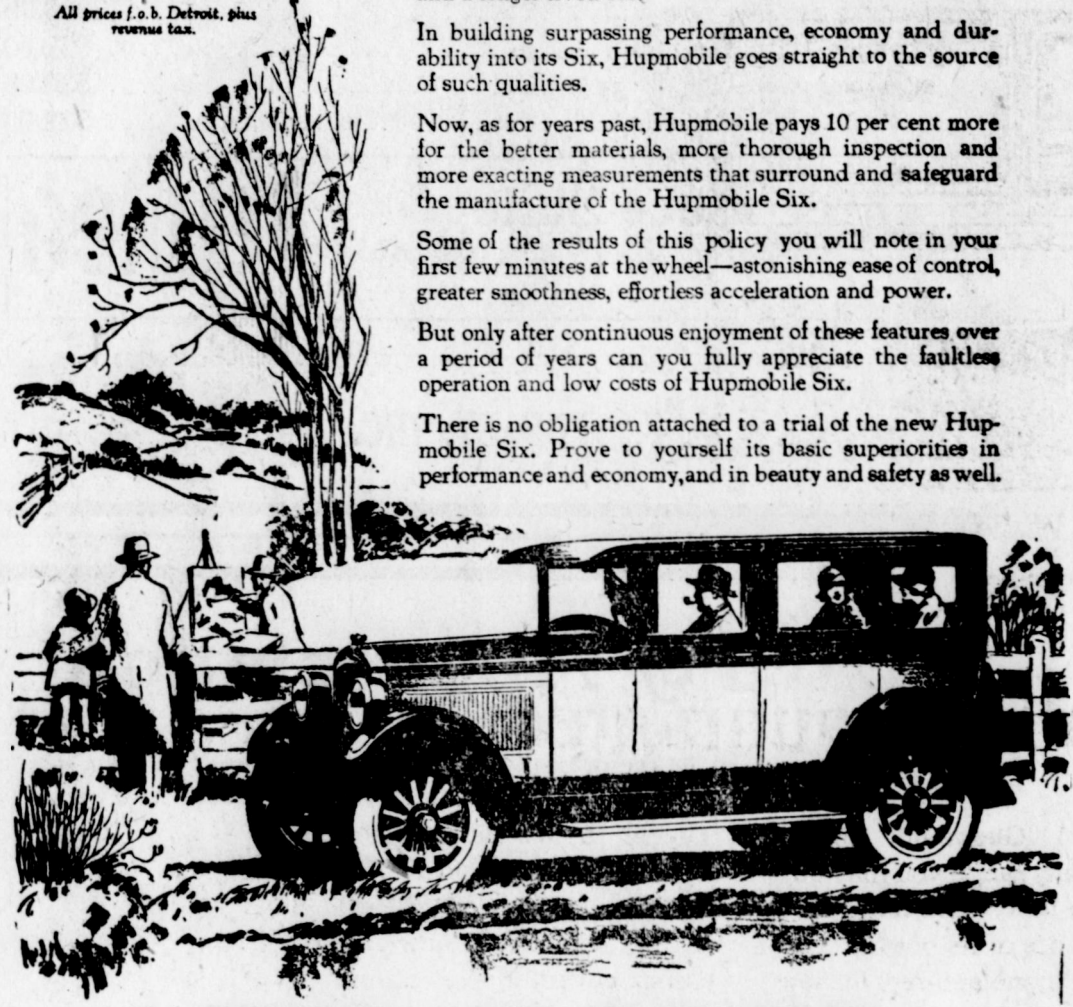 All prices f.o.b. Detroit, plus
revenue tax.
In building surpassing performance, economy and dur-
ability into its Six, Hupmobile goes straight to the source
of such qualities.
Now, as for years past, Hupmobile pays 10 per cent more
for the better materials, more thorough inspection and
more exacting measurements that surround and safeguard
the manufacture of the Hupmobile Six.
Some of the results of this policy you will note in your
first few minutes at the wheel—astonishing ease of control,
greater smoothness, effortless acceleration and power.
But only after continuous enjoyment of these features over
a period of years can you fully appreciate the faultless
operation and low costs of Hupmobile Six.
There is no obligation attached to a trial of the new Hup-
mobile Six. Prove to yourself its basic superiorities in
performance and economy, and in beauty and safety as well.